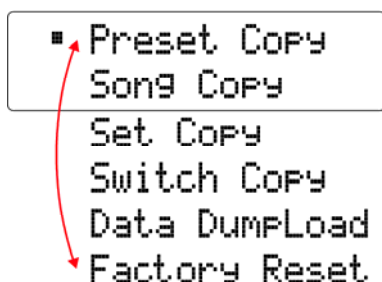 Preset Copy
Song Copy
Set Copy
Switch Copy
Data DumpLoad
Factory Reset